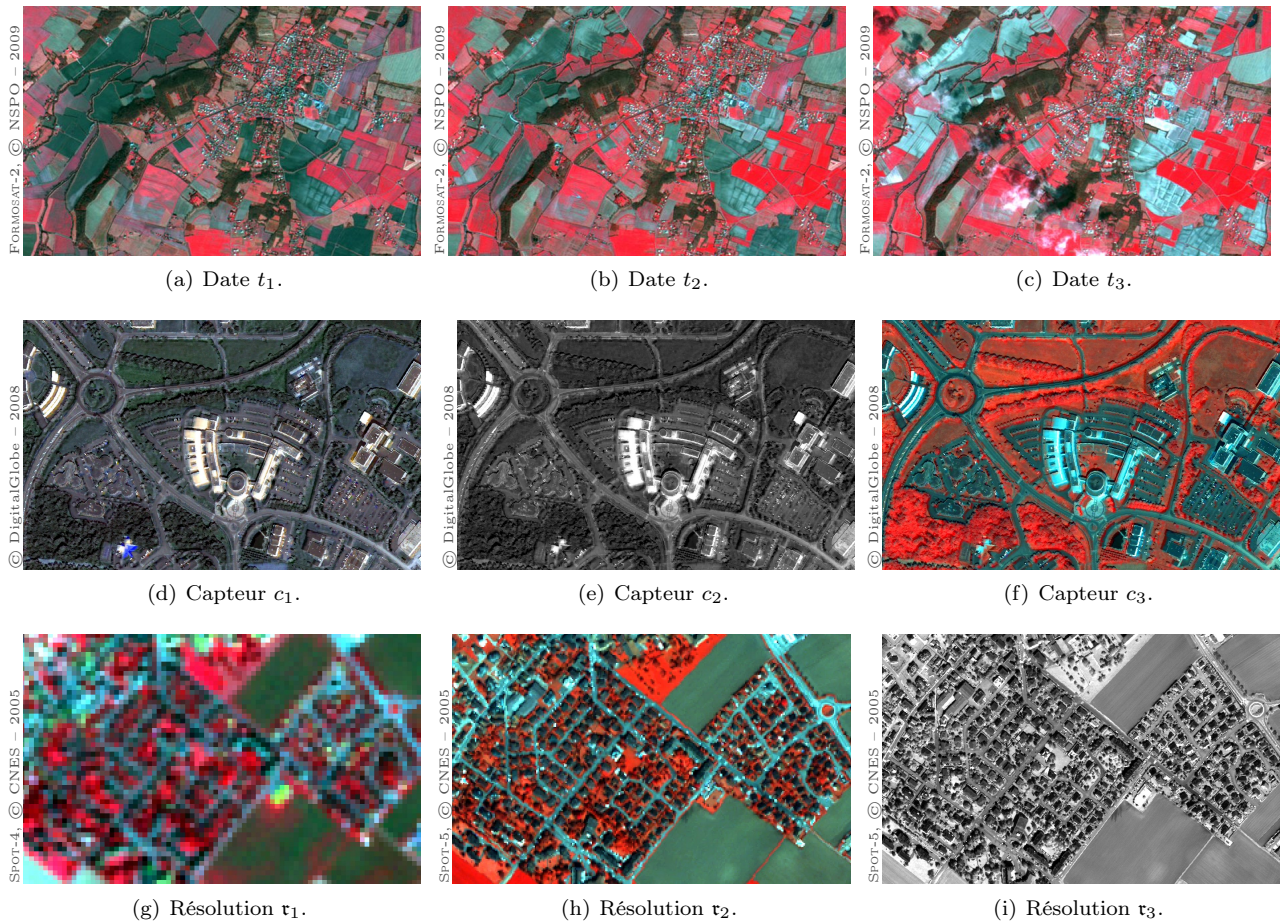 FORMOSAT-2, © NSPO – 2009
FORMOSAT-2, © NSPO – 2009
FORMOSAT-2, © NSPO – 2009
(a) Date t₁.
(b) Date t₂.
(c) Date t₃.
© DigitalGlobe – 2008
© DigitalGlobe – 2008
© DigitalGlobe – 2008
(d) Capteur c₁.
(e) Capteur c₂.
(f) Capteur c₃.
SPOT-4, © CNES – 2005
SPOT-5, © CNES – 2005
SPOT-5, © CNES – 2005
(g) Résolution 𝔯₁.
(h) Résolution 𝔯₂.
(i) Résolution 𝔯₃.